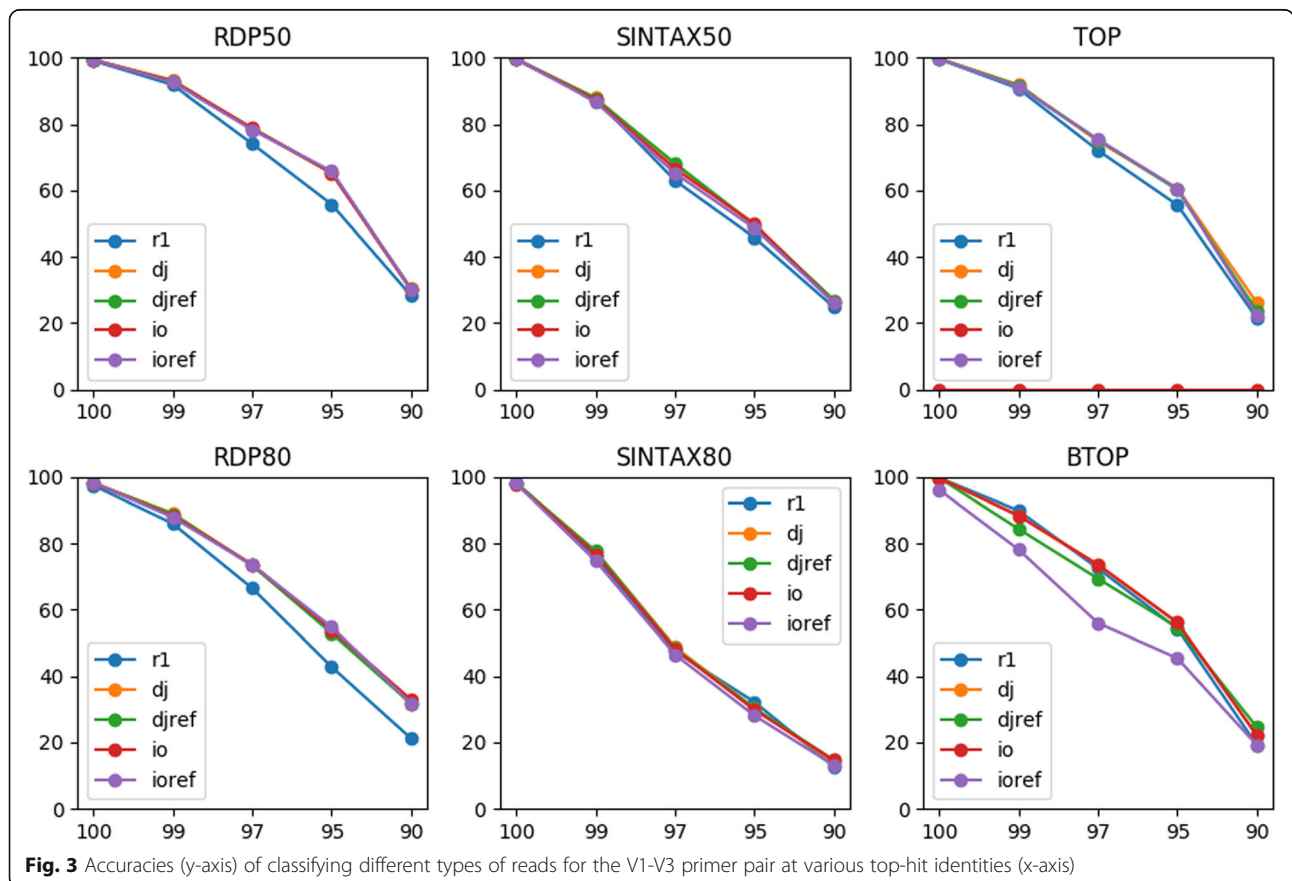 RDP50
100
80
60
40
20
0
r1
dj
djref
io
ioref
100 99 97 95 90
SINTAX50
100
80
60
40
20
0
r1
dj
djref
io
ioref
100 99 97 95 90
TOP
100
80
60
40
20
0
r1
dj
djref
io
ioref
100 99 97 95 90
RDP80
100
80
60
40
20
0
r1
dj
djref
io
ioref
100 99 97 95 90
SINTAX80
100
80
60
40
20
0
r1
dj
djref
io
ioref
100 99 97 95 90
BTOP
100
80
60
40
20
0
r1
dj
djref
io
ioref
100 99 97 95 90
Fig. 3 Accuracies (y-axis) of classifying different types of reads for the V1-V3 primer pair at various top-hit identities (x-axis)